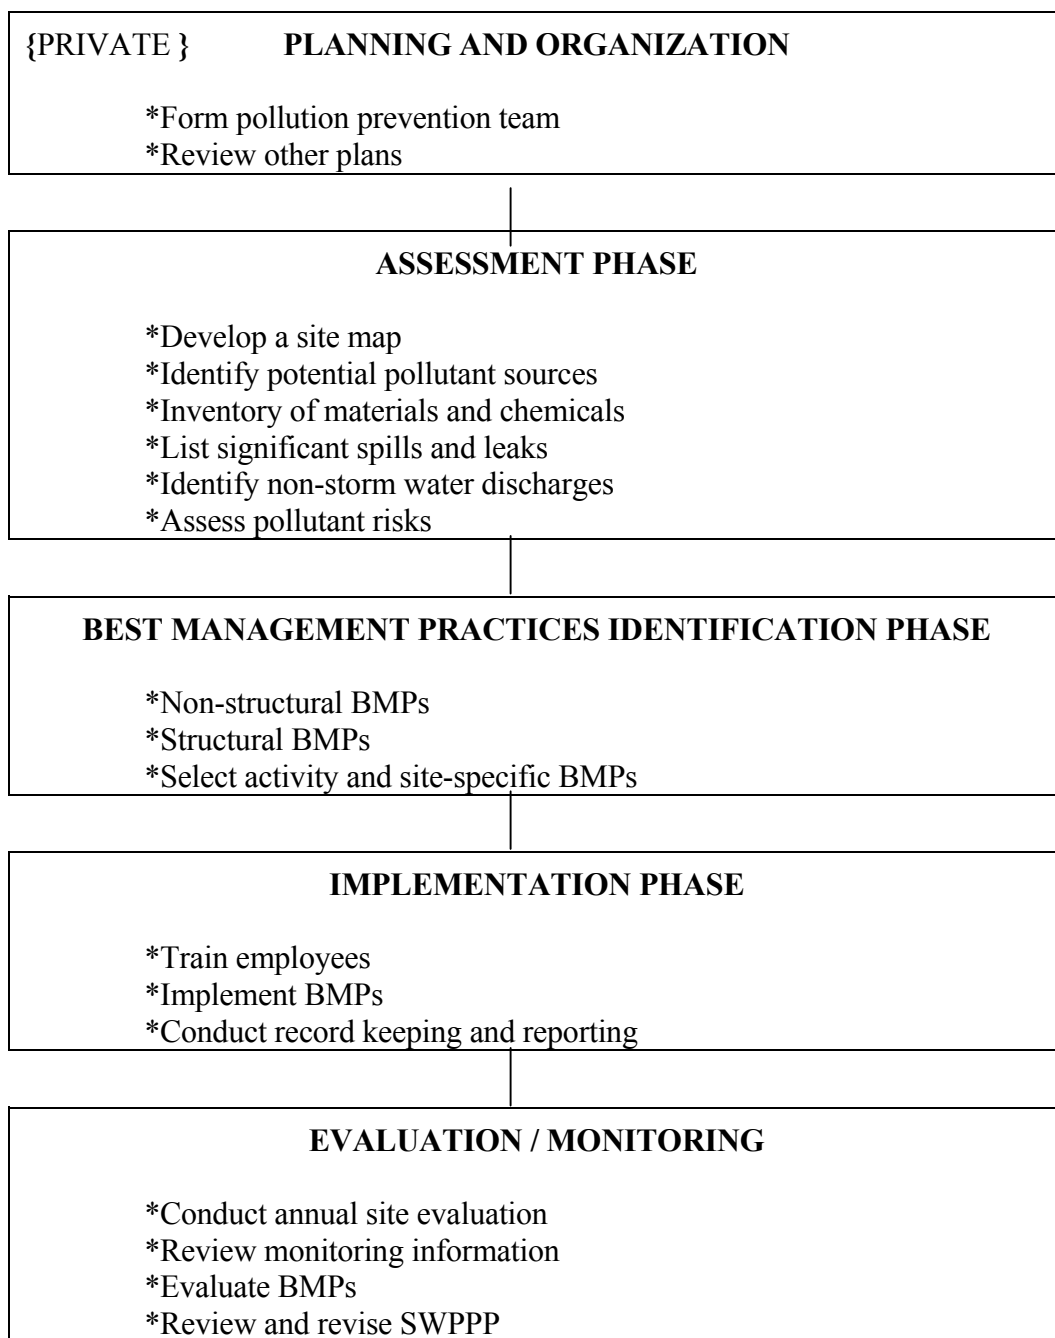 {PRIVATE } PLANNING AND ORGANIZATION
*Form pollution prevention team
*Review other plans
ASSESSMENT PHASE
*Develop a site map
*Identify potential pollutant sources
*Inventory of materials and chemicals
*List significant spills and leaks
*Identify non-storm water discharges
*Assess pollutant risks
BEST MANAGEMENT PRACTICES IDENTIFICATION PHASE
*Non-structural BMPs
*Structural BMPs
*Select activity and site-specific BMPs
IMPLEMENTATION PHASE
*Train employees
*Implement BMPs
*Conduct record keeping and reporting
EVALUATION / MONITORING
*Conduct annual site evaluation
*Review monitoring information
*Evaluate BMPs
*Review and revise SWPPP